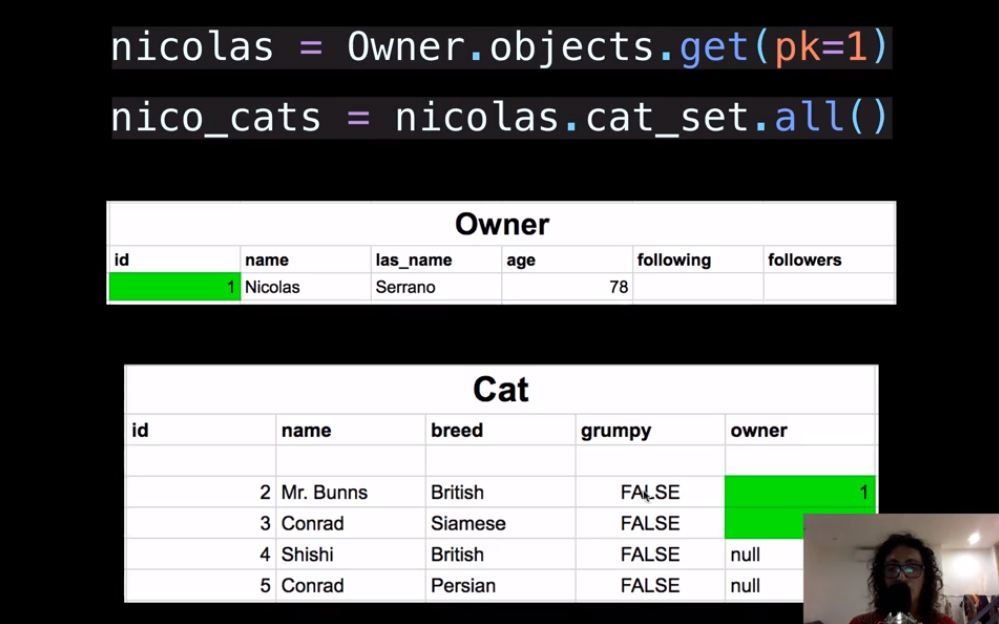 nicolas = Owner.objects.get(pk=1)
nico_cats = nicolas.cat_set.all()
Owner
id name las_name age following followers
1 Nicolas Serrano 78
Cat
id name breed grumpy owner
2 Mr. Bunns British FALSE 1
3 Conrad Siamese FALSE
4 Shishi British FALSE null
5 Conrad Persian FALSE null